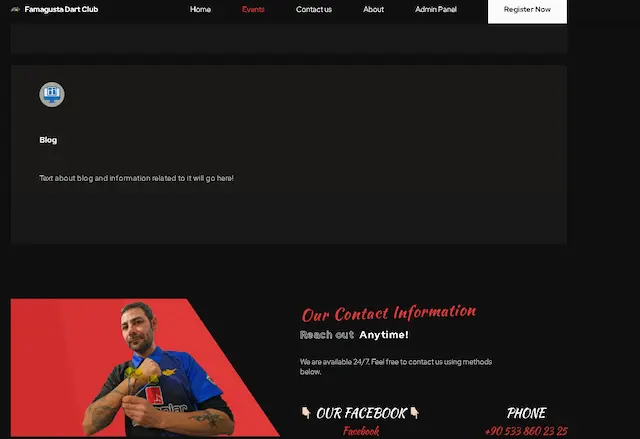 Famagusta Dart Club
Home
Events
Contact us
About
Admin Panel
Register Now
Blog
Text about blog and information related to it will go here!
Our Contact Information
Reach out Anytime!
We are available 24/7. Feel free to contact us using methods
below.
👇🏻 OUR FACEBOOK 👇🏻
PHONE
Facebook
+90 533 860 23 25